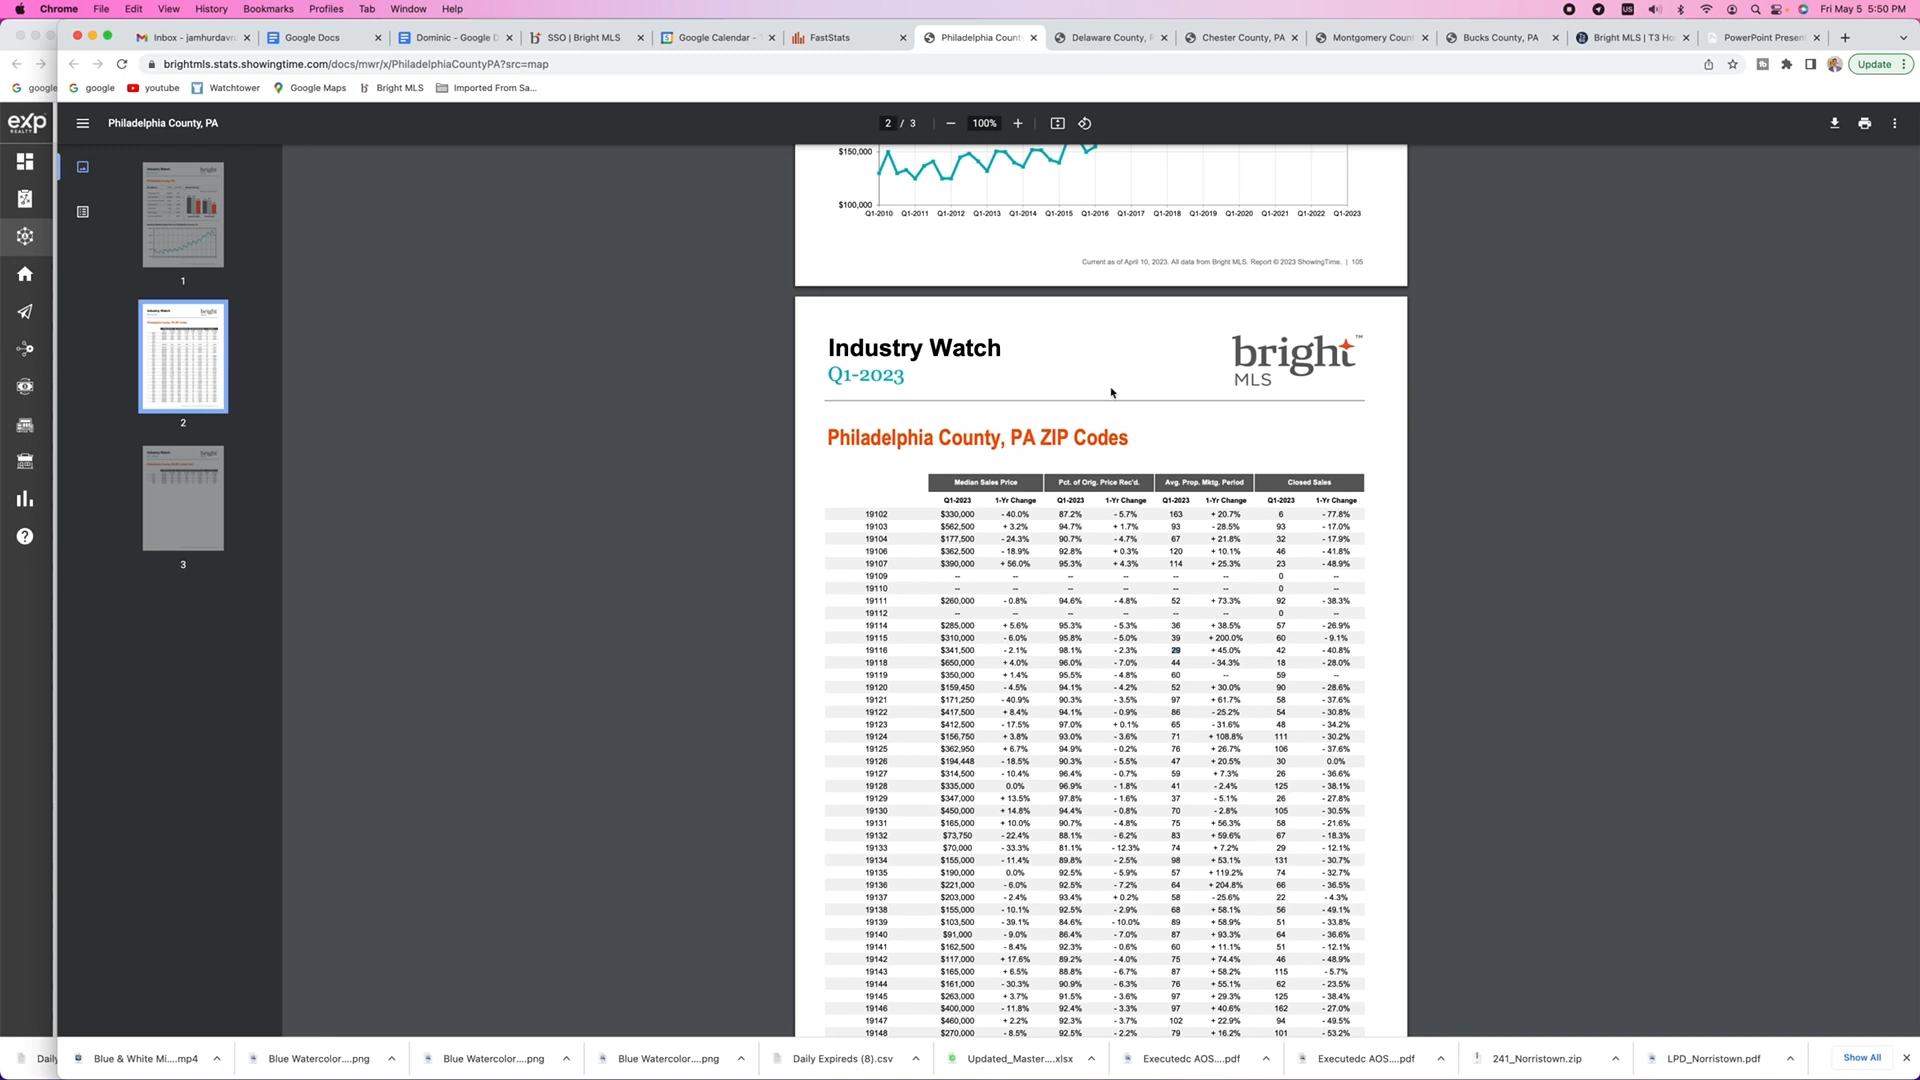 Chrome File Edit View History Bookmarks Profiles Tab Window Help US Fri May 5 5:50 PM
Inbox - jamhurdavn Google Docs Dominic - Google D SSO | Bright MLS Google Calendar - FastStats Philadelphia Count Delaware County, P Chester County, PA Montgomery Coun Bucks County, PA Bright MLS | T3 Ho PowerPoint Presen
brightmls.stats.showingtime.com/docs/mwr/x/PhiladelphiaCountyPA?src=map Update
google google youtube Watchtower Google Maps Bright MLS Imported From Sa...
exp
REALTY
Philadelphia County, PA 2 / 3 100%
1
2
3
$150,000
$100,000
Q1-2010 Q1-2011 Q1-2012 Q1-2013 Q1-2014 Q1-2015 Q1-2016 Q1-2017 Q1-2018 Q1-2019 Q1-2020 Q1-2021 Q1-2022 Q1-2023
Current as of April 10, 2023. All data from Bright MLS. Report © 2023 ShowingTime. | 105
Industry Watch
Q1-2023
bright™
MLS
Philadelphia County, PA ZIP Codes
Median Sales Price Pct. of Orig. Price Rec'd. Avg. Prop. Mktg. Period Closed Sales
Q1-2023 1-Yr Change Q1-2023 1-Yr Change Q1-2023 1-Yr Change Q1-2023 1-Yr Change
19102 $330,000 - 40.0% 87.2% - 5.7% 163 + 20.7% 6 - 77.8%
19103 $562,500 + 3.2% 94.7% + 1.7% 93 - 28.5% 93 - 17.0%
19104 $177,500 - 24.3% 90.7% - 4.7% 67 + 21.8% 32 - 17.9%
19106 $362,500 - 18.9% 92.8% + 0.3% 120 + 10.1% 46 - 41.8%
19107 $390,000 + 56.0% 95.3% + 4.3% 114 + 25.3% 23 - 48.9%
19109 -- -- -- -- -- -- 0 --
19110 -- -- -- -- -- -- 0 --
19111 $260,000 - 0.8% 94.6% - 4.8% 52 + 73.3% 92 - 38.3%
19112 -- -- -- -- -- -- 0 --
19114 $285,000 + 5.6% 95.3% - 5.3% 36 + 38.5% 57 - 26.9%
19115 $310,000 - 6.0% 95.8% - 5.0% 39 + 200.0% 60 - 9.1%
19116 $341,500 - 2.1% 98.1% - 2.3% 29 + 45.0% 42 - 40.8%
19118 $650,000 + 4.0% 96.0% - 7.0% 44 - 34.3% 18 - 28.0%
19119 $350,000 + 1.4% 95.5% - 4.8% 60 -- 59 --
19120 $159,450 - 4.5% 94.1% - 4.2% 52 + 30.0% 90 - 28.6%
19121 $171,250 - 40.9% 90.3% - 3.5% 97 + 61.7% 58 - 37.6%
19122 $417,500 + 8.4% 94.1% - 0.9% 86 - 25.2% 54 - 30.8%
19123 $412,500 - 17.5% 97.0% + 0.1% 65 - 31.6% 48 - 34.2%
19124 $156,750 + 3.8% 93.0% - 3.6% 71 + 108.8% 111 - 30.2%
19125 $362,950 + 6.7% 94.9% - 0.2% 76 + 26.7% 106 - 37.6%
19126 $194,448 - 18.5% 90.3% - 5.5% 47 + 20.5% 30 0.0%
19127 $314,500 - 10.4% 96.4% - 0.7% 59 + 7.3% 26 - 36.6%
19128 $335,000 0.0% 96.9% - 1.8% 41 - 2.4% 125 - 38.1%
19129 $347,000 + 13.5% 97.8% - 1.6% 37 - 5.1% 26 - 27.8%
19130 $450,000 + 14.8% 94.4% - 0.8% 70 - 2.8% 105 - 30.5%
19131 $165,000 + 10.0% 90.7% - 4.8% 75 + 56.3% 58 - 21.6%
19132 $73,750 - 22.4% 88.1% - 6.2% 83 + 59.6% 67 - 18.3%
19133 $70,000 - 33.3% 81.1% - 12.3% 74 + 7.2% 29 - 12.1%
19134 $155,000 - 11.4% 89.8% - 2.5% 98 + 53.1% 131 - 30.7%
19135 $190,000 0.0% 92.5% - 5.9% 57 + 119.2% 74 - 32.7%
19136 $221,000 - 6.0% 92.5% - 7.2% 64 + 204.8% 66 - 36.5%
19137 $203,000 - 2.4% 93.4% + 0.2% 58 - 25.6% 22 - 4.3%
19138 $155,000 - 10.1% 92.5% - 2.9% 68 + 58.1% 56 - 49.1%
19139 $103,500 - 39.1% 84.6% - 10.0% 89 + 58.9% 51 - 33.8%
19140 $91,000 - 9.0% 86.4% - 7.0% 87 + 93.3% 64 - 36.6%
19141 $162,500 - 8.4% 92.3% - 0.6% 60 + 11.1% 51 - 12.1%
19142 $117,000 + 17.6% 89.2% - 4.0% 75 + 74.4% 46 - 48.9%
19143 $165,000 + 6.5% 88.8% - 6.7% 87 + 58.2% 115 - 5.7%
19144 $161,000 - 30.3% 90.9% - 6.3% 76 + 55.1% 62 - 23.5%
19145 $263,000 + 3.7% 91.5% - 3.6% 97 + 29.3% 125 - 38.4%
19146 $400,000 - 11.8% 92.4% - 3.3% 97 + 40.6% 162 - 27.0%
19147 $460,000 + 2.2% 92.3% - 3.7% 102 + 22.9% 94 - 49.5%
19148 $270,000 - 8.5% 92.5% - 2.2% 79 + 16.2% 101 - 53.2%
Daily Blue & White Mi....mp4 Blue Watercolor....png Blue Watercolor....png Blue Watercolor....png Daily Expireds (8).csv Updated_Master....xlsx Executedc AOS....pdf Executedc AOS....pdf 241_Norristown.zip LPD_Norristown.pdf Show All